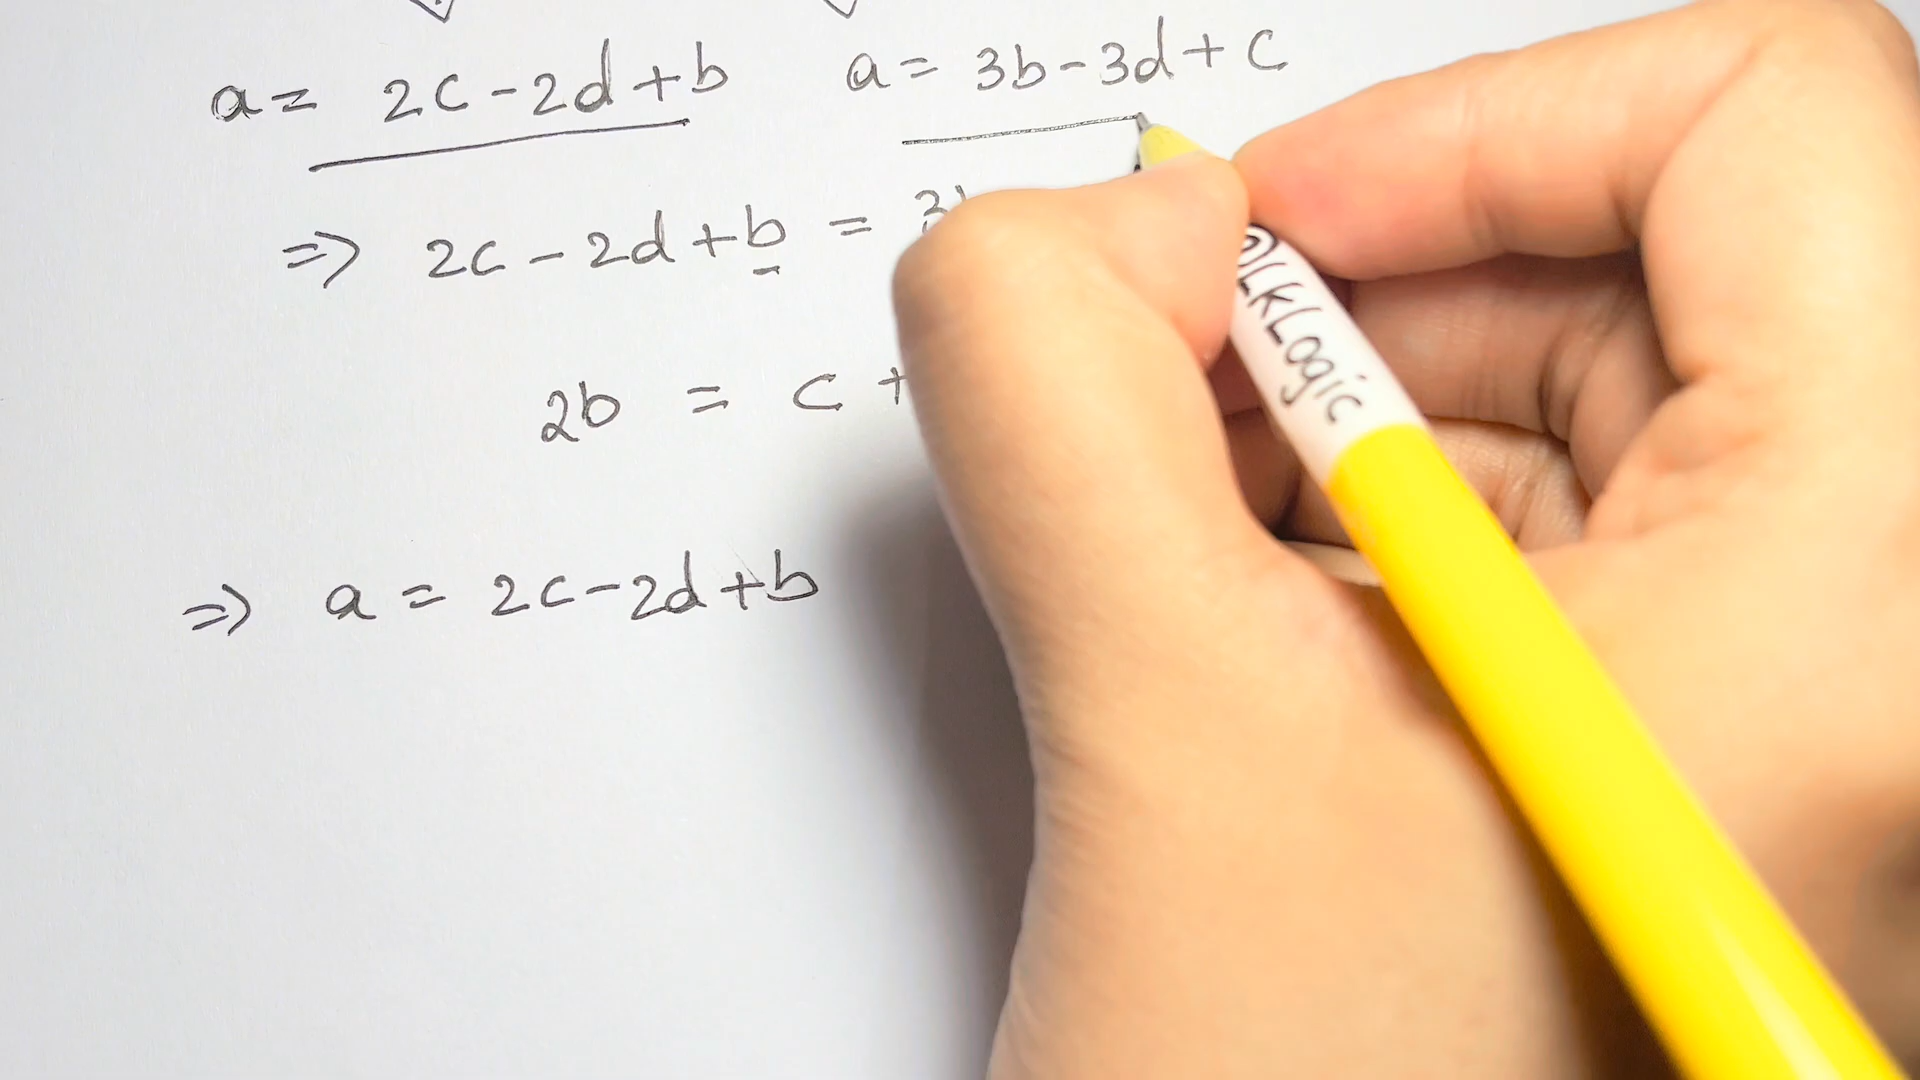 a = 2c - 2d + b a = 3b - 3d + c
=> 2c - 2d + b = 3
2b = c +
=> a = 2c - 2d + b
@LkLogic